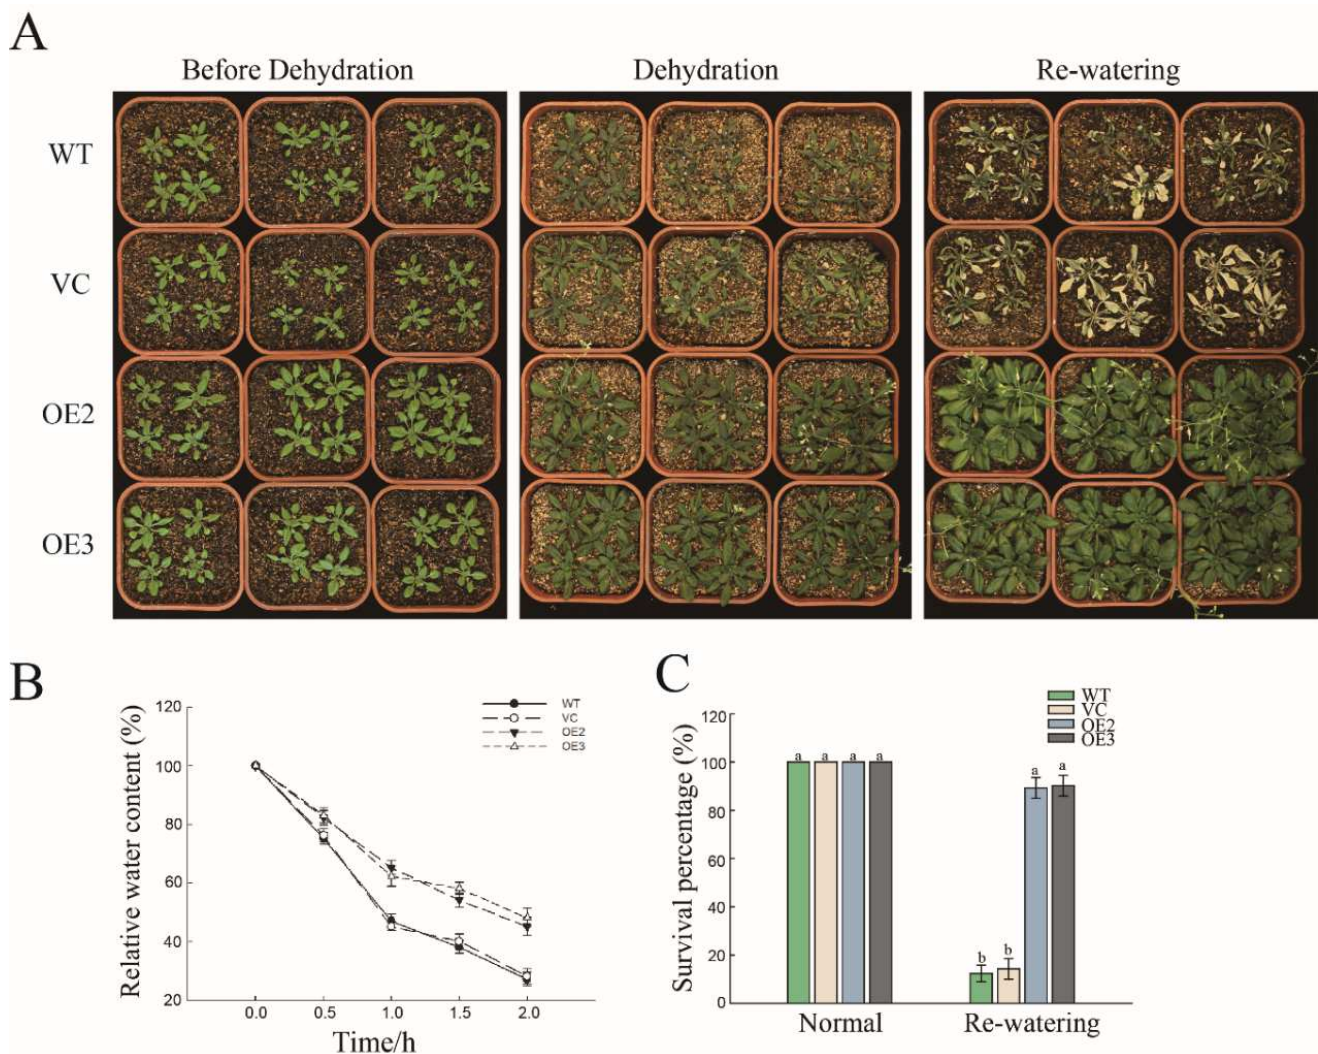 A
Before Dehydration
Dehydration
Re-watering
WT
VC
OE2
OE3
B
120
100
80
60
40
20
Relative water content (%)
0.0
0.5
1.0
1.5
2.0
Time/h
WT
VC
OE2
OE3
C
WT
VC
OE2
OE3
120
100
80
60
40
20
0
Survival percentage (%)
a a a a
b b a a
Normal
Re-watering